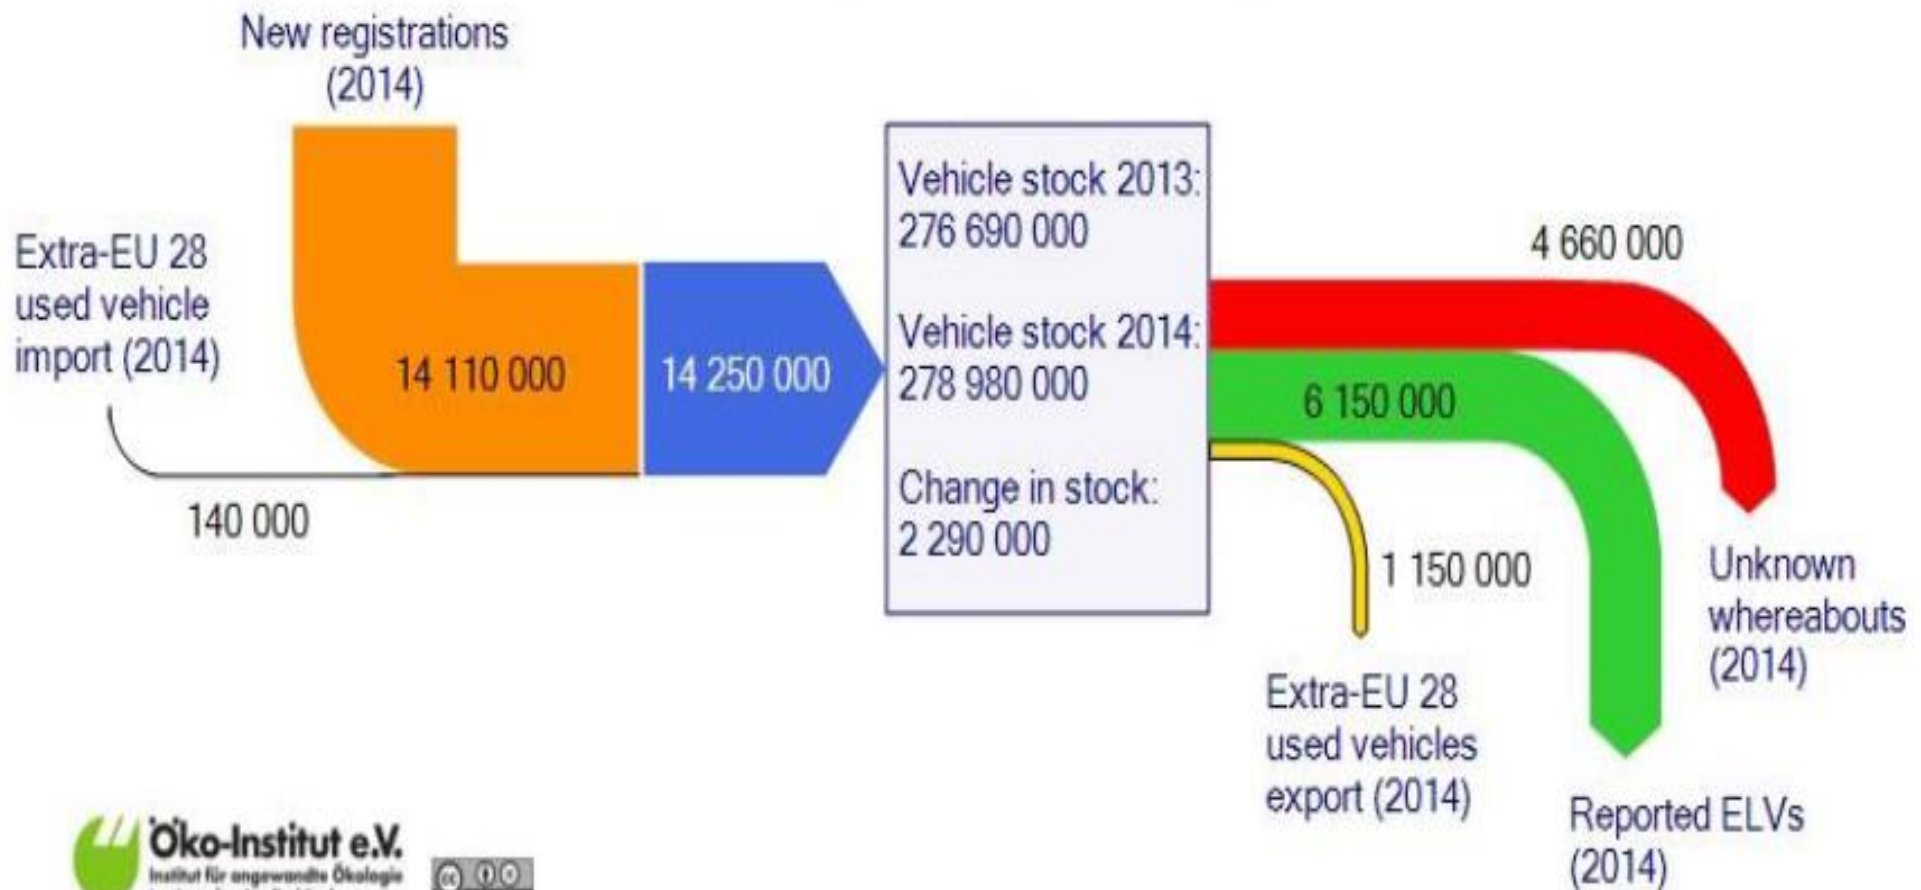 New registrations
(2014)
Extra-EU 28
used vehicle
import (2014)
14 110 000
140 000
14 250 000
Vehicle stock 2013:
276 690 000
Vehicle stock 2014:
278 980 000
Change in stock:
2 290 000
4 660 000
6 150 000
1 150 000
Unknown
whereabouts
(2014)
Extra-EU 28
used vehicles
export (2014)
Reported ELVs
(2014)
Öko-Institut e.V.
Institut für angewandte Ökologie
cc